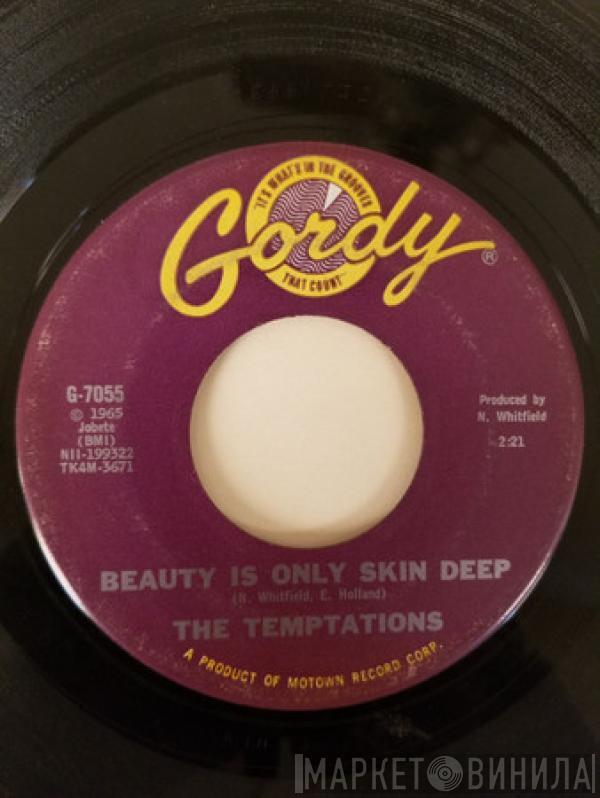 IT'S WHAT'S IN THE GROOVES
Gordy ®
THAT COUNT
G-7055
© 1965
Jobete
(BMI)
NII-199322
TK4M-3671
Produced by
N. Whitfield
2:21
BEAUTY IS ONLY SKIN DEEP
(N. Whitfield, E. Holland)
THE TEMPTATIONS
A PRODUCT OF MOTOWN RECORD CORP.
МАРКЕТ ВИНИЛА